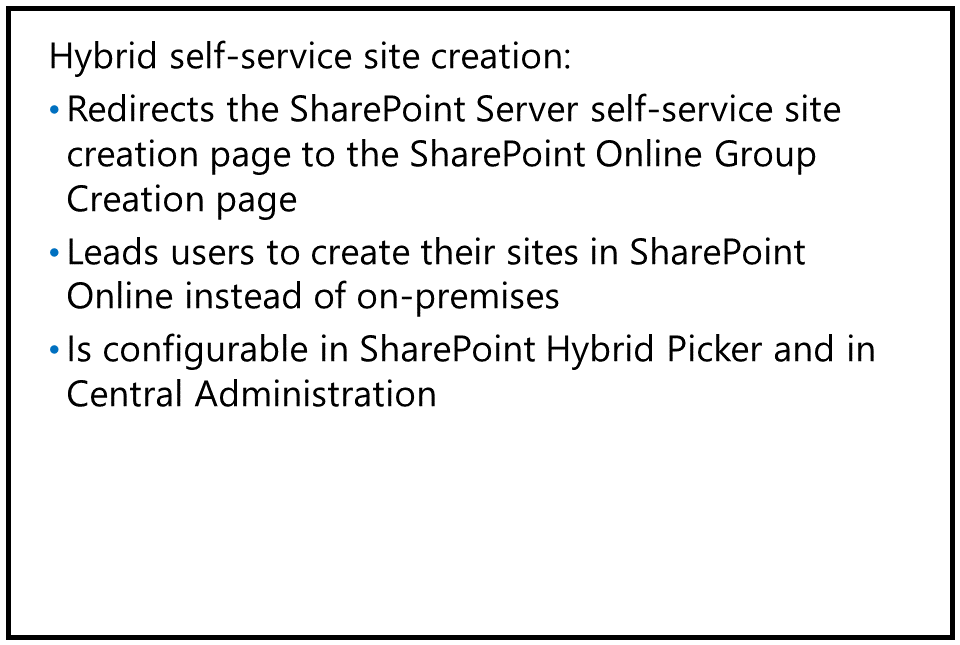 Hybrid self-service site creation:
• Redirects the SharePoint Server self-service site
creation page to the SharePoint Online Group
Creation page
• Leads users to create their sites in SharePoint
Online instead of on-premises
• Is configurable in SharePoint Hybrid Picker and in
Central Administration